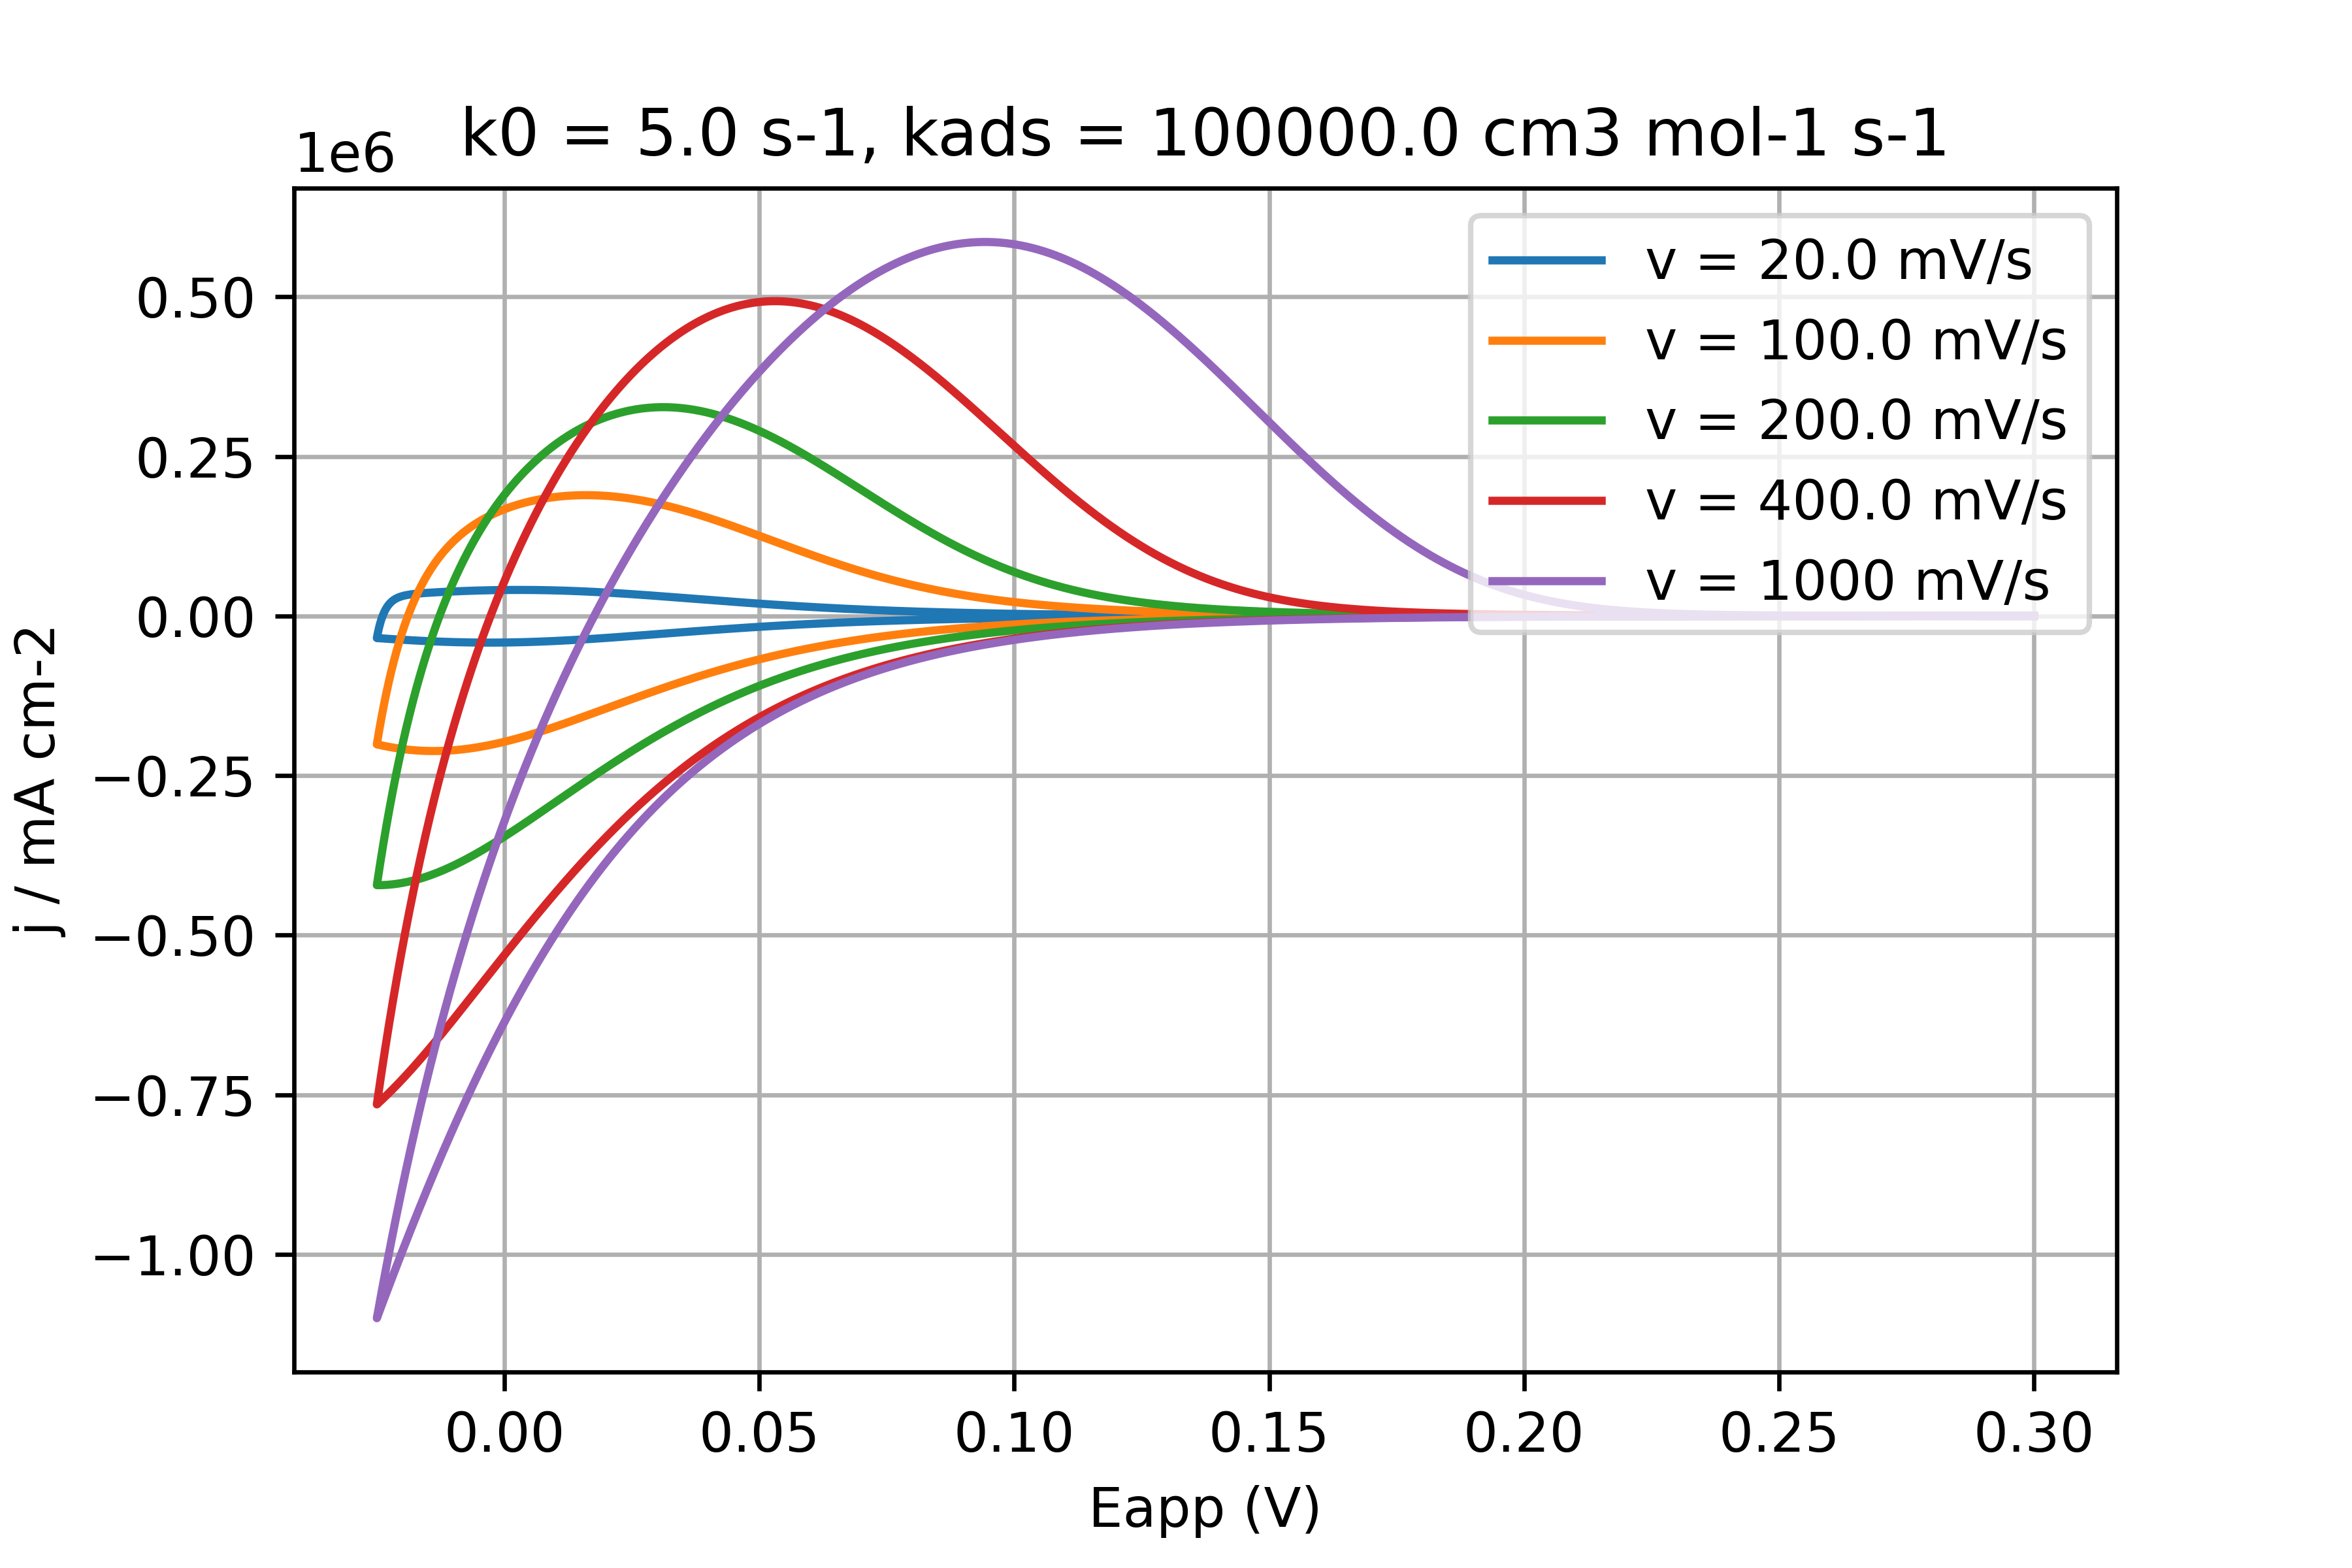 k0 = 5.0 s-1, kads = 100000.0 cm3 mol-1 s-1
1e6
v = 20.0 mV/s
v = 100.0 mV/s
v = 200.0 mV/s
v = 400.0 mV/s
v = 1000 mV/s
0.50
0.25
0.00
−0.25
−0.50
−0.75
−1.00
j / mA cm-2
0.00 0.05 0.10 0.15 0.20 0.25 0.30
Eapp (V)